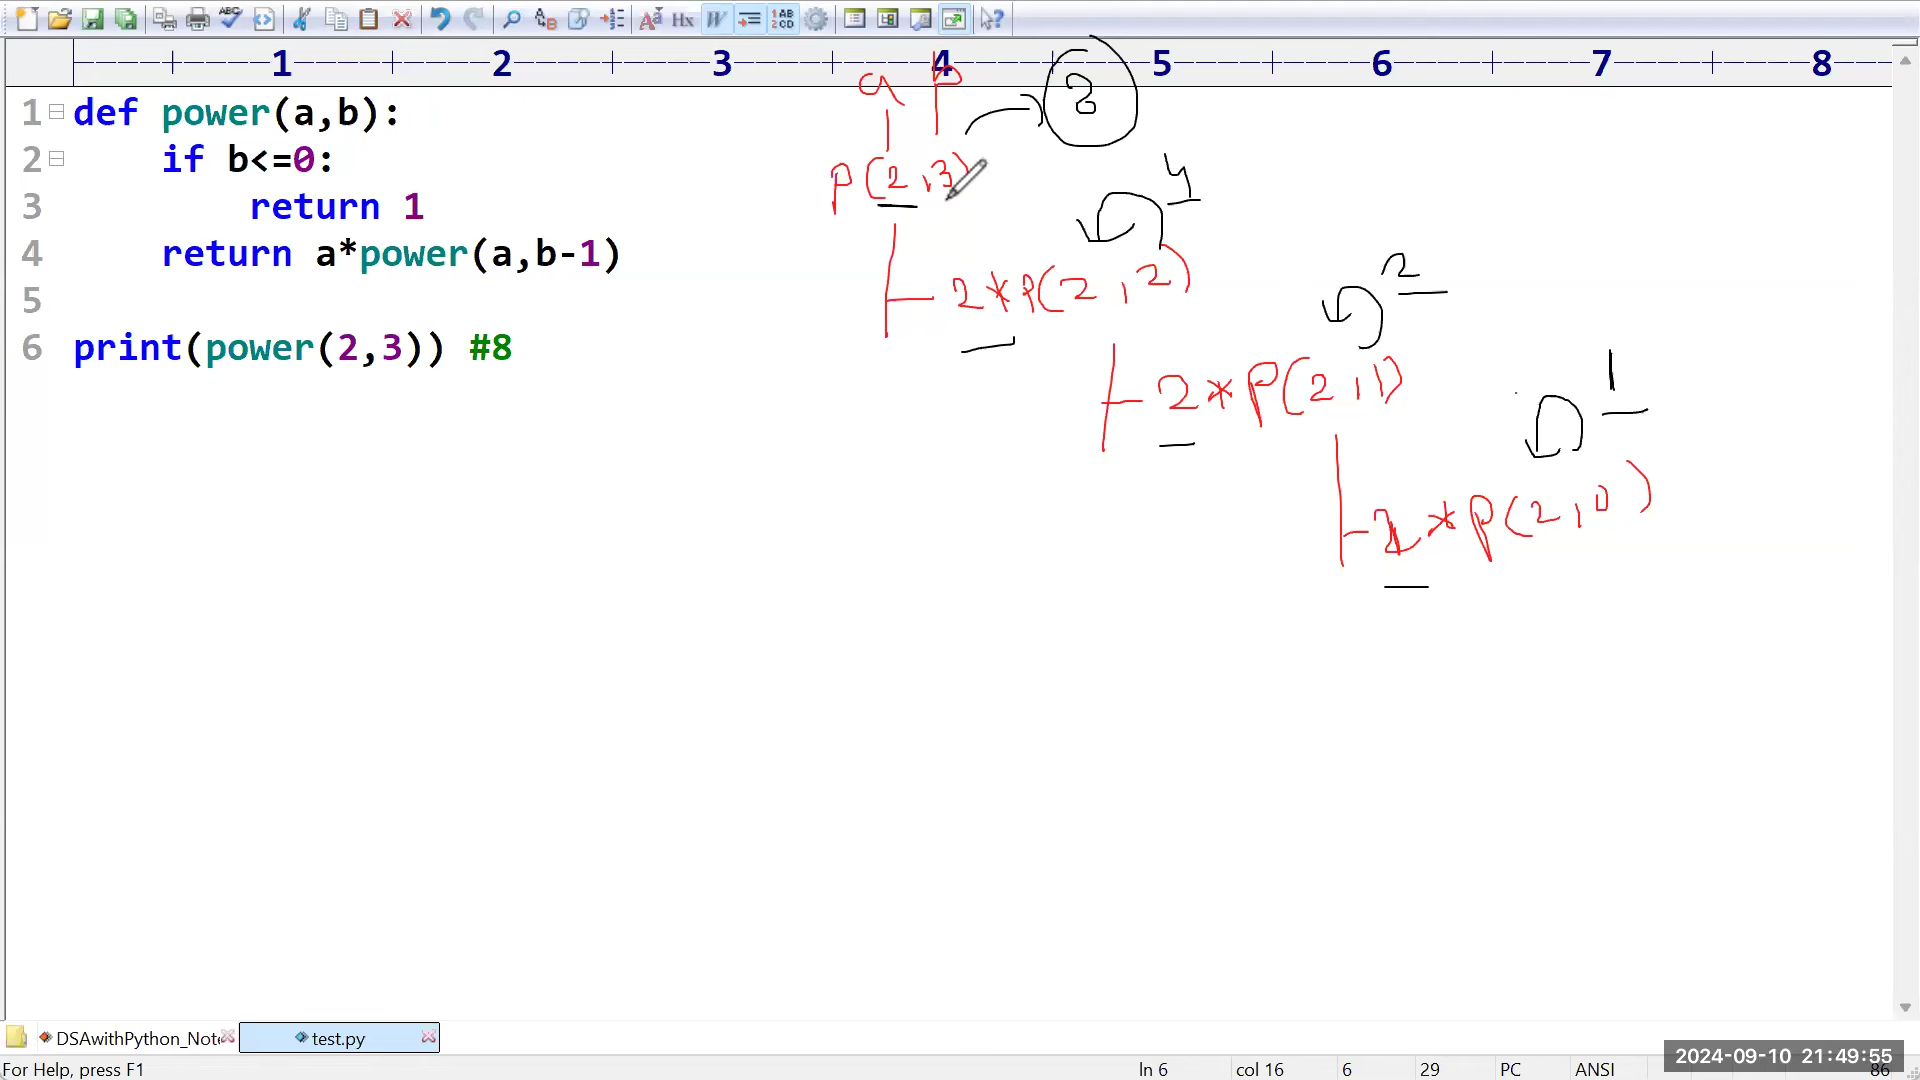 1 2 3 4 5 6 7 8
1 def power(a,b):
2 if b<=0:
3 return 1
4 return a*power(a,b-1)
5
6 print(power(2,3)) #8
a b
8
P(2,3)
4
2*P(2,2)
2
2*P(2,1)
1
2*P(2,0)
DSAwithPython_Not
test.py
For Help, press F1
ln 6 col 16 6 29 PC ANSI 86
2024-09-10 21:49:55